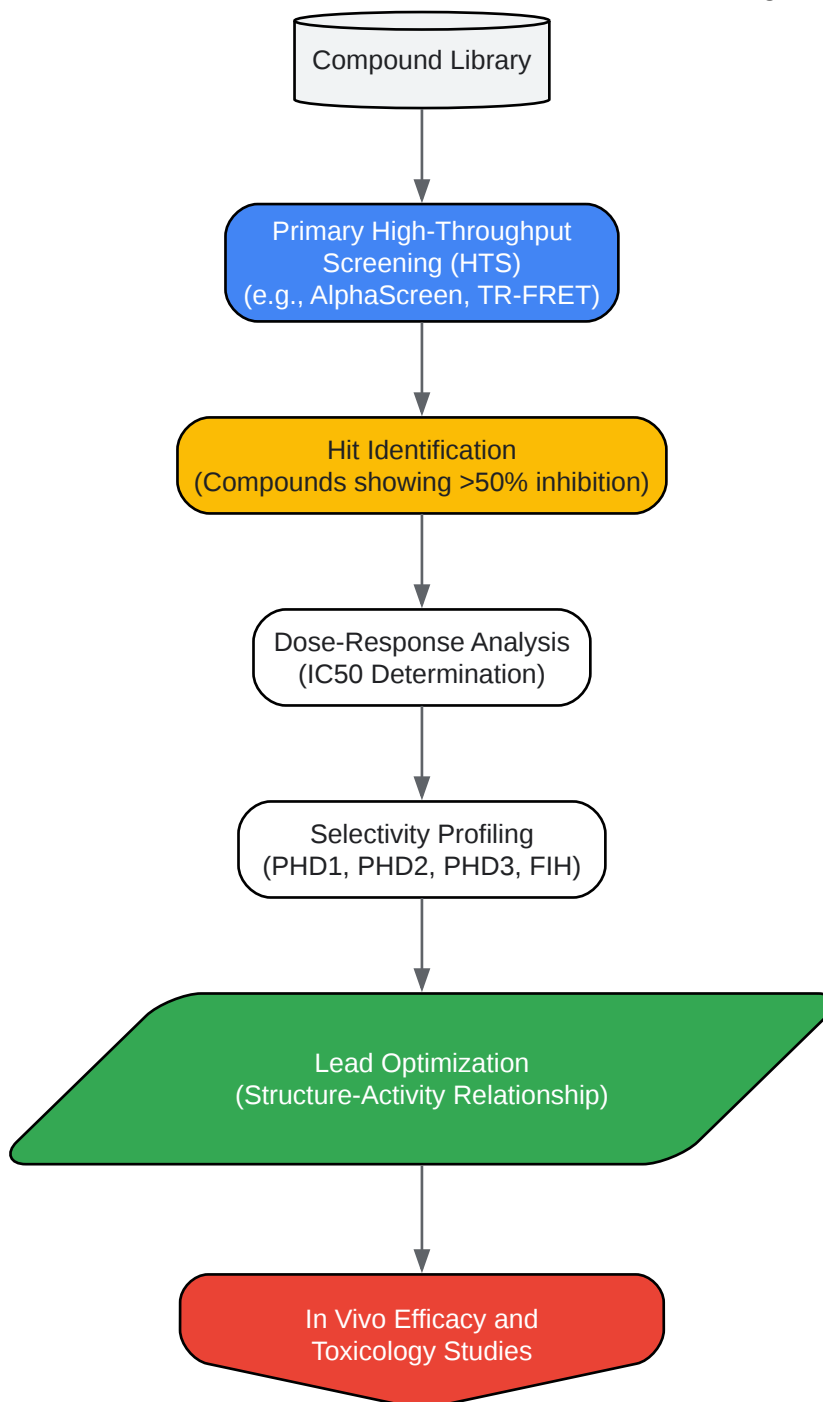 Compound Library
Primary High-Throughput
Screening (HTS)
(e.g., AlphaScreen, TR-FRET)
Hit Identification
(Compounds showing >50% inhibition)
Dose-Response Analysis
(IC50 Determination)
Selectivity Profiling
(PHD1, PHD2, PHD3, FIH)
Lead Optimization
(Structure-Activity Relationship)
In Vivo Efficacy and
Toxicology Studies